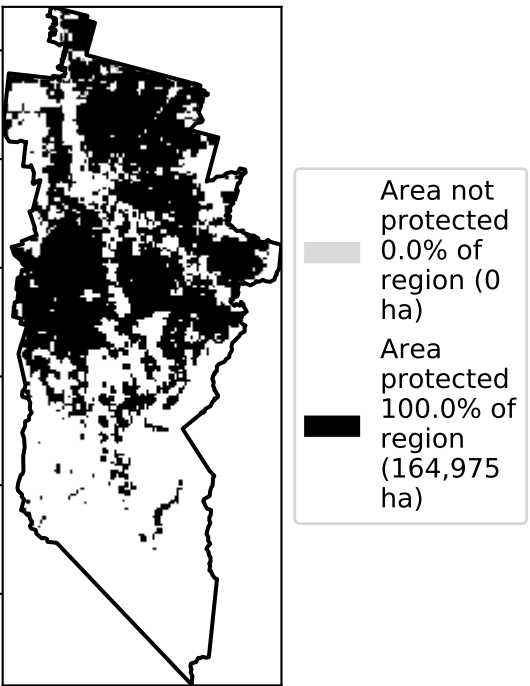 Area not
protected
0.0% of
region (0
ha)
Area
protected
100.0% of
region
(164,975
ha)